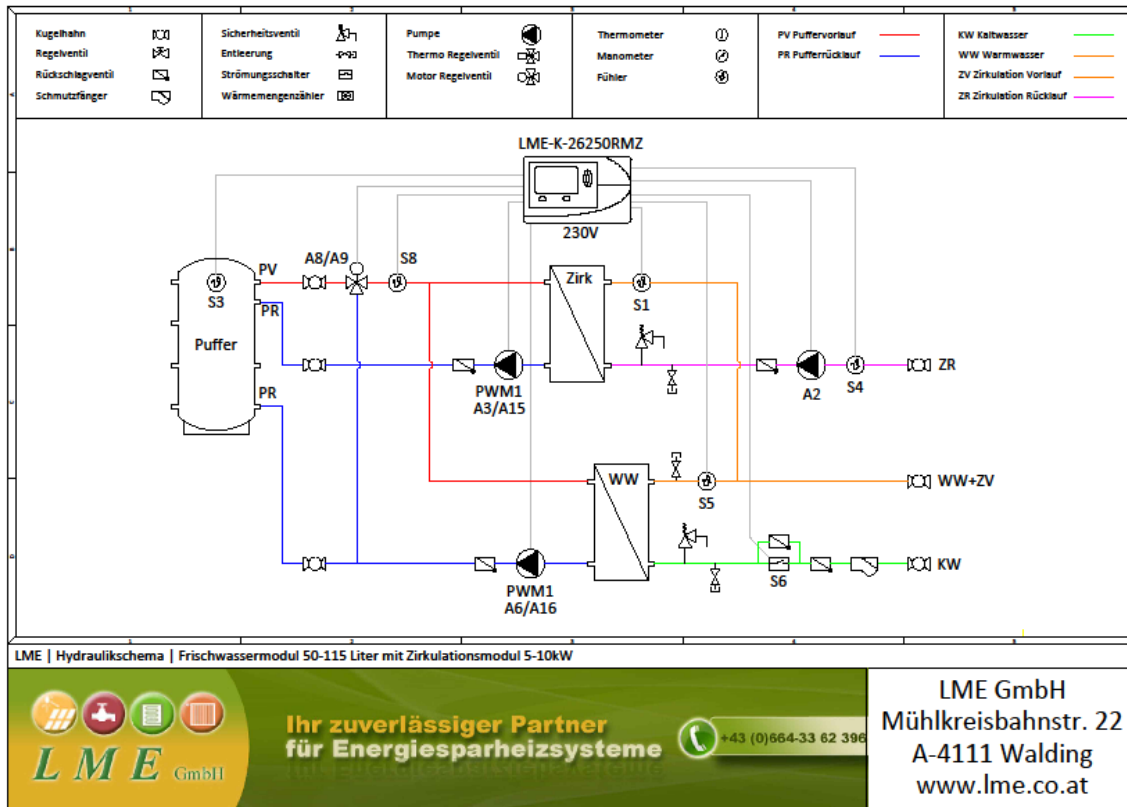 Kugelhahn
Regelventil
Rückschlagventil
Schmutzfänger
Sicherheitsventil
Entleerung
Strömungsschalter
Wärmemengenzähler
Pumpe
Thermo Regelventil
Motor Regelventil
Thermometer
Manometer
Fühler
PV Puffervorlauf
PR Pufferrücklauf
KW Kaltwasser
WW Warmwasser
ZV Zirkulation Vorlauf
ZR Zirkulation Rücklauf
LME-K-26250RMZ
230V
A8/A9
S8
PV
S3
PR
Puffer
PR
Zirk
S1
PWM1
A3/A15
A2
S4
ZR
WW
S5
WW+ZV
PWM1
A6/A16
S6
KW
LME | Hydraulikschema | Frischwassermodul 50-115 Liter mit Zirkulationsmodul 5-10kW
L M E GmbH
Ihr zuverlässiger Partner
für Energiesparheizsysteme
+43 (0)664-33 62 396
LME GmbH
Mühlkreisbahnstr. 22
A-4111 Walding
www.lme.co.at